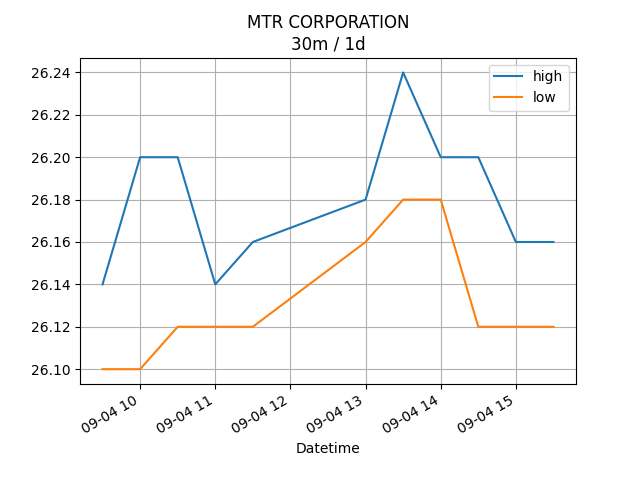 MTR CORPORATION
30m / 1d
high
low
26.24
26.22
26.20
26.18
26.16
26.14
26.12
26.10
09-04 10
09-04 11
09-04 12
09-04 13
09-04 14
09-04 15
Datetime